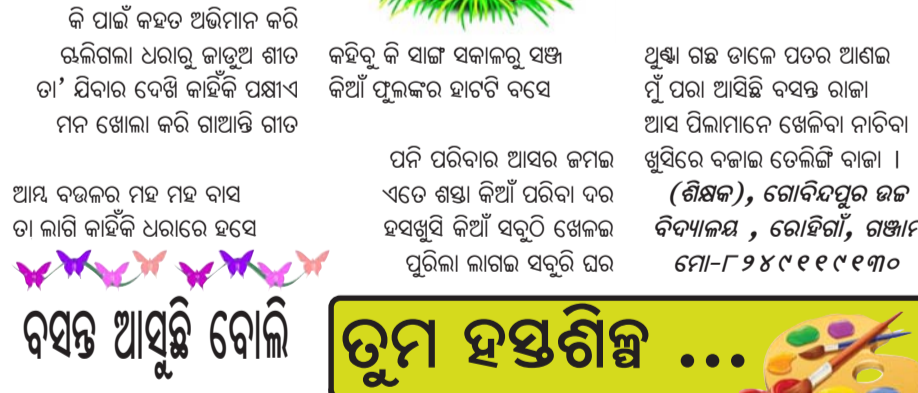 କି ପାଇଁ କହତ ଅଭିମାନ କରି
ଚ଼ାଲିଗଲା ଧରାରୁ ଜାଡୁଅ ଶୀତ
ତା’ ଯିବାର ଦେଖି କାହିଁକି ପକ୍ଷୀଏ
ମନ ଖୋଲା କରି ଗାଆନ୍ତି ଗୀତ
ଆମ୍ବ ବଉଳର ମହ ମହ ବାସ
ତା ଲାଗି କାହିଁକି ଧରାରେ ହସେ
କହିବୁ କି ସାଙ୍ଗ ସକାଳରୁ ସଞ୍ଜ
କିଆଁ ଫୁଲଙ୍କର ହାଟଟି ବସେ
ପନି ପରିବାର ଆସର ଜମଇ
ଏତେ ଶସ୍ତା କିଆଁ ପରିବା ଦର
ହସଖୁସି କିଆଁ ସବୁଠି ଖେଳଇ
ପୁରିଲା ଲାଗଇ ସବୁରି ଘର
ଥୁଣ୍ଟା ଗଛ ଡାଳେ ପତର ଆଣଇ
ମୁଁ ପରା ଆସିଛି ବସନ୍ତ ରାଜା
ଆସ ପିଲାମାନେ ଖେଳିବା ନାଚିବା
ଖୁସିରେ ବଜାଇ ତେଲିଙ୍ଗି ବାଜା ।
(ଶିକ୍ଷକ), ଗୋବିନ୍ଦପୁର ଉଚ୍ଚ
ବିଦ୍ୟାଳୟ , ରୋହିଗାଁ, ଗଞ୍ଜାମ
ମୋ-୮୨୪୯୧୧୯୧୩୦
ବସନ୍ତ ଆସୁଛି ବୋଲି
ତୁମ ହସ୍ତଶିଳ୍ପ ...